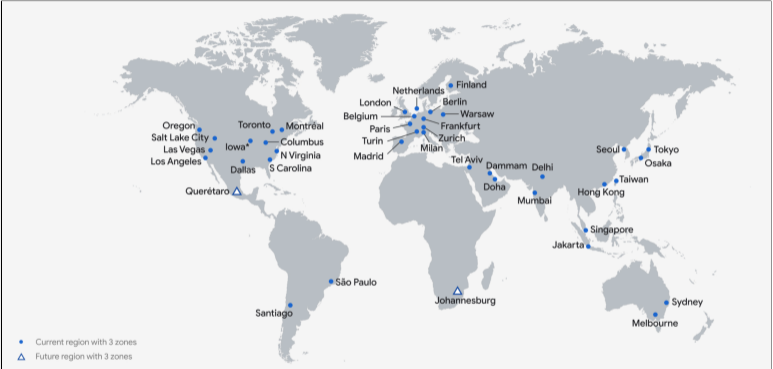 Finland
Netherlands
London
Berlin
Belgium
Warsaw
Paris
Frankfurt
Turin
Zurich
Milan
Madrid
Oregon
Toronto
Montréal
Salt Lake City
Iowa*
Columbus
Las Vegas
N Virginia
Los Angeles
Dallas
S Carolina
Querétaro
Tel Aviv
Dammam
Delhi
Doha
Mumbai
Seoul
Tokyo
Osaka
Taiwan
Hong Kong
Singapore
Jakarta
São Paulo
Santiago
Johannesburg
Sydney
Melbourne
Current region with 3 zones
Future region with 3 zones